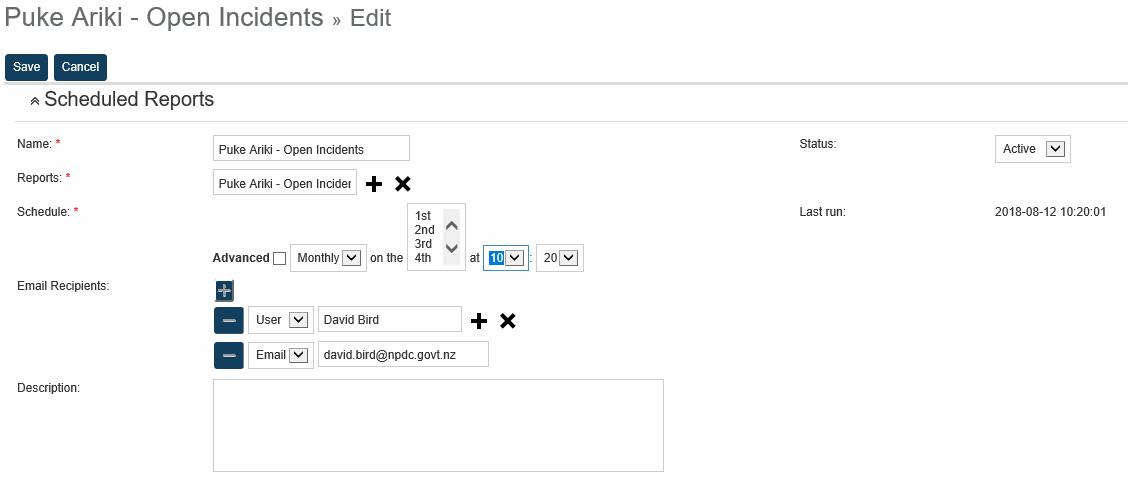 Puke Ariki - Open Incidents » Edit
Save Cancel
Scheduled Reports
Name: * Puke Ariki - Open Incidents Status: Active
Reports: * Puke Ariki - Open Inciden
Schedule: * Last run: 2018-08-12 10:20:01
1st
2nd
3rd
4th
Advanced Monthly on the at 10 : 20
Email Recipients:
User David Bird
Email david.bird@npdc.govt.nz
Description: